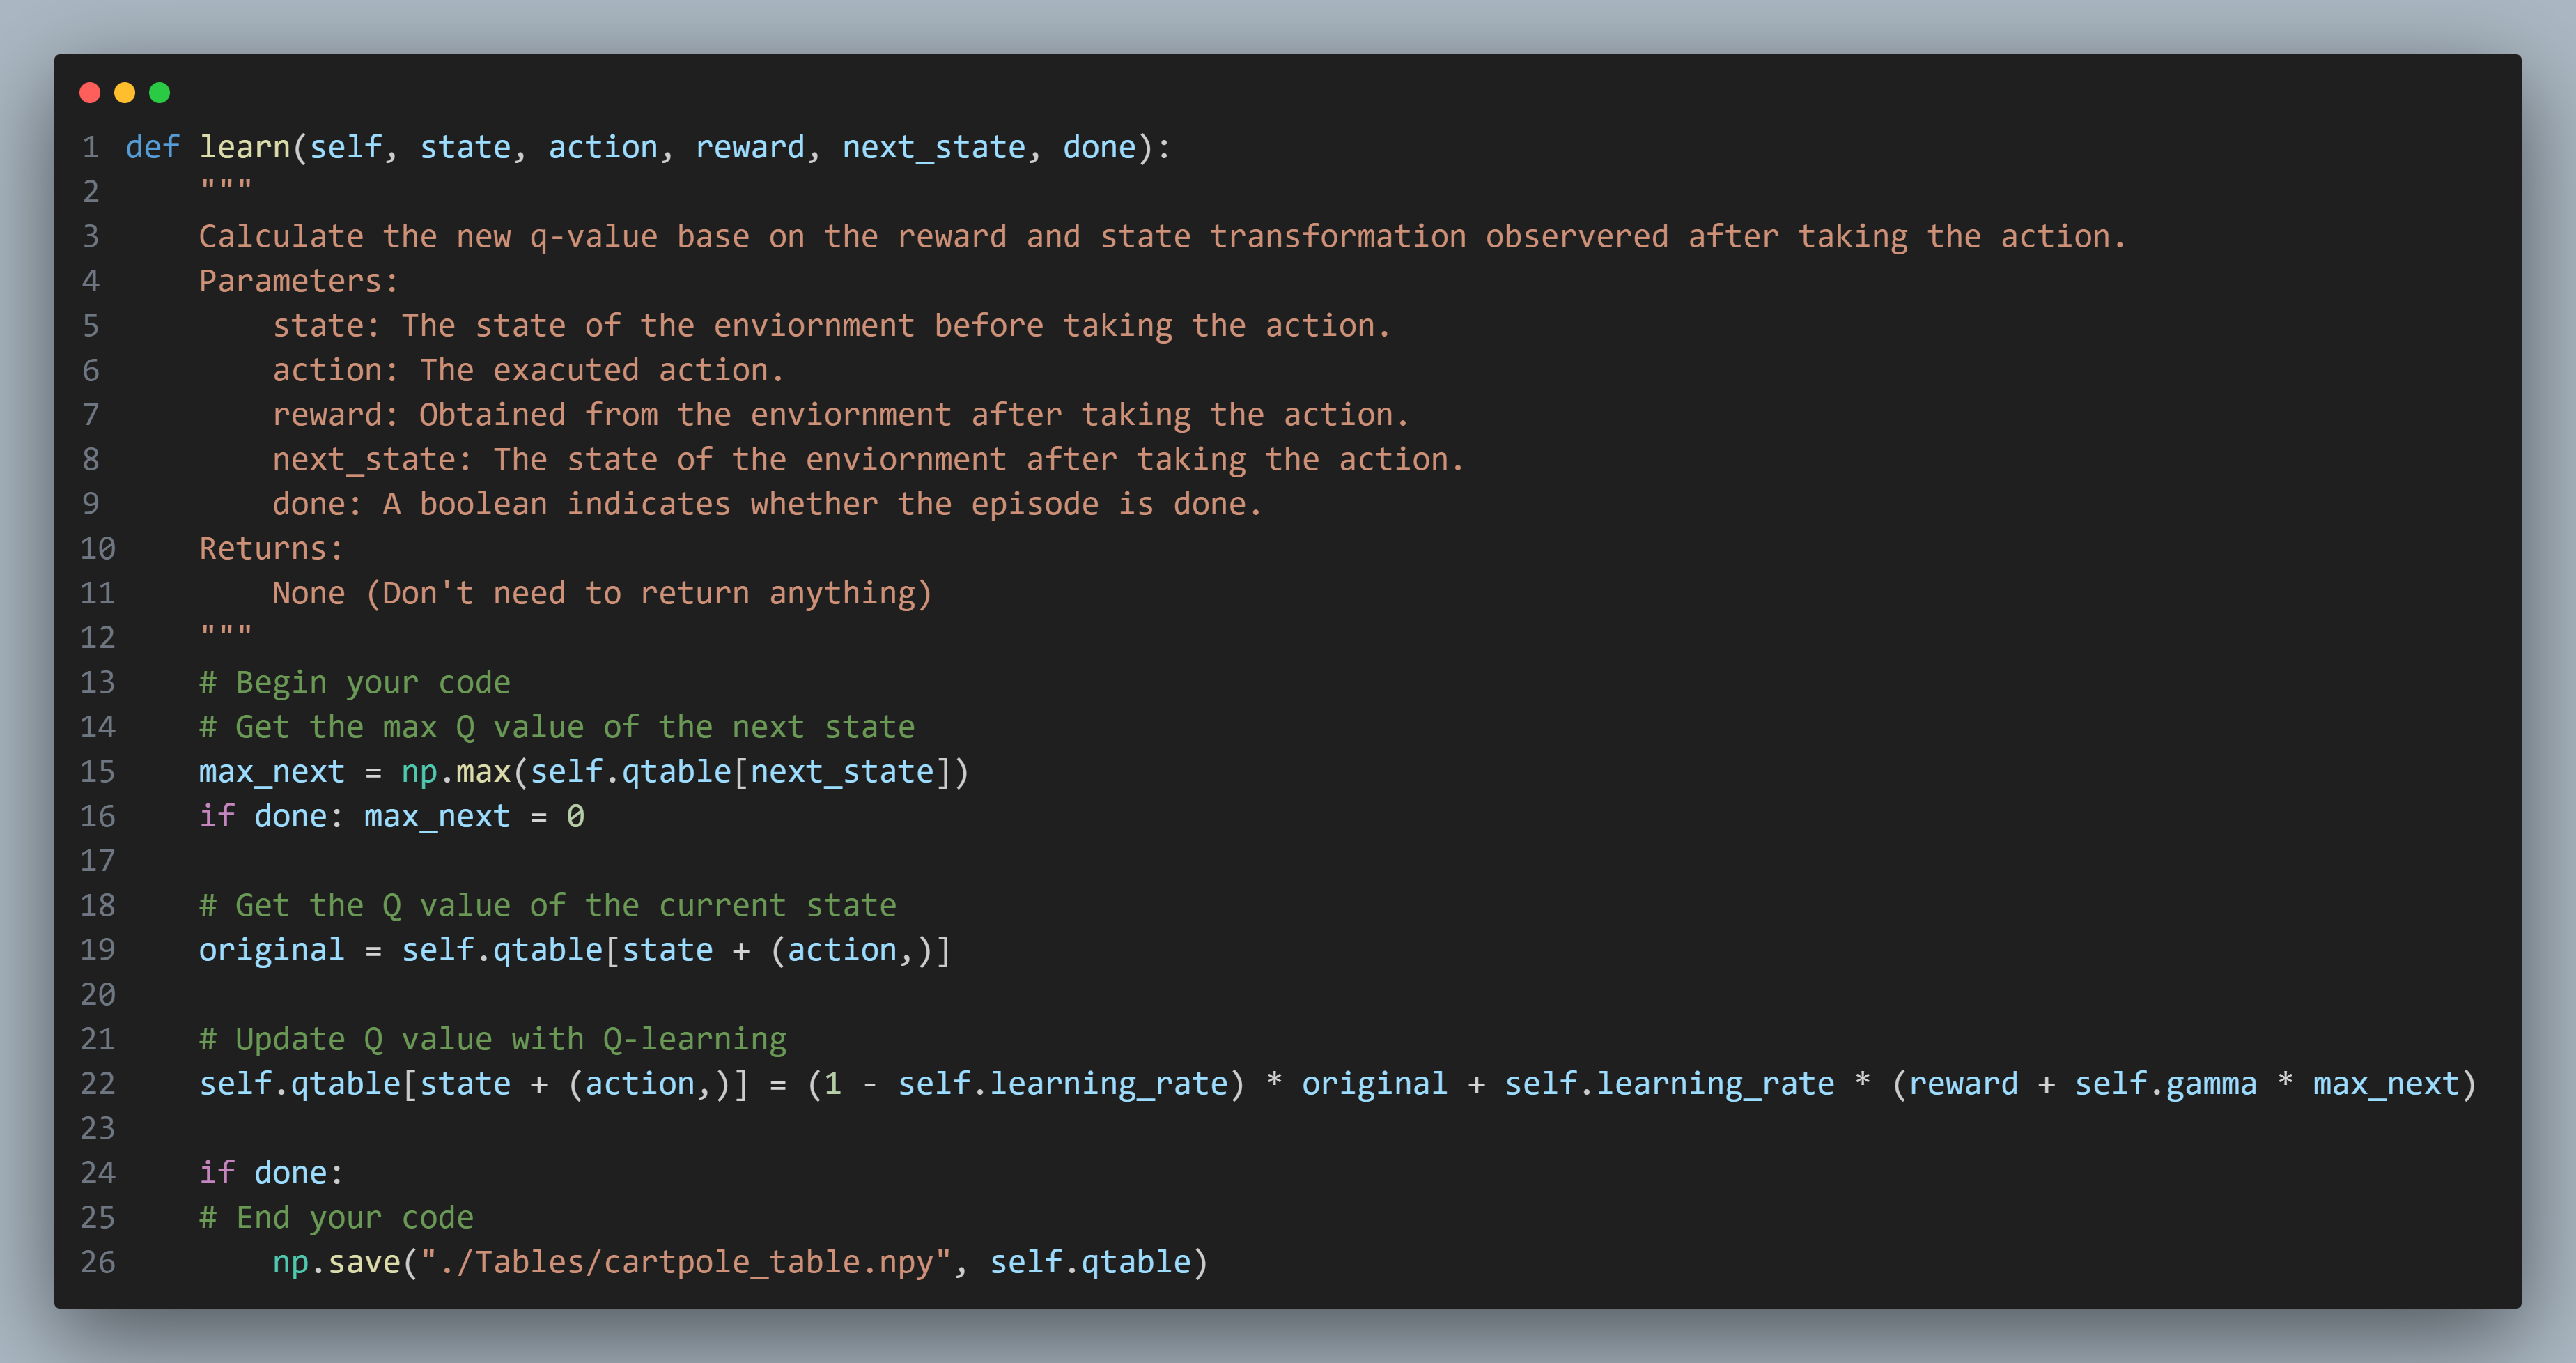 1 def learn(self, state, action, reward, next_state, done):
2     """
3     Calculate the new q-value base on the reward and state transformation observered after taking the action.
4     Parameters:
5         state: The state of the enviornment before taking the action.
6         action: The exacuted action.
7         reward: Obtained from the enviornment after taking the action.
8         next_state: The state of the enviornment after taking the action.
9         done: A boolean indicates whether the episode is done.
10     Returns:
11         None (Don't need to return anything)
12     """
13     # Begin your code
14     # Get the max Q value of the next state
15     max_next = np.max(self.qtable[next_state])
16     if done: max_next = 0
17
18     # Get the Q value of the current state
19     original = self.qtable[state + (action,)]
20
21     # Update Q value with Q-learning
22     self.qtable[state + (action,)] = (1 - self.learning_rate) * original + self.learning_rate * (reward + self.gamma * max_next)
23
24     if done:
25     # End your code
26         np.save("./Tables/cartpole_table.npy", self.qtable)